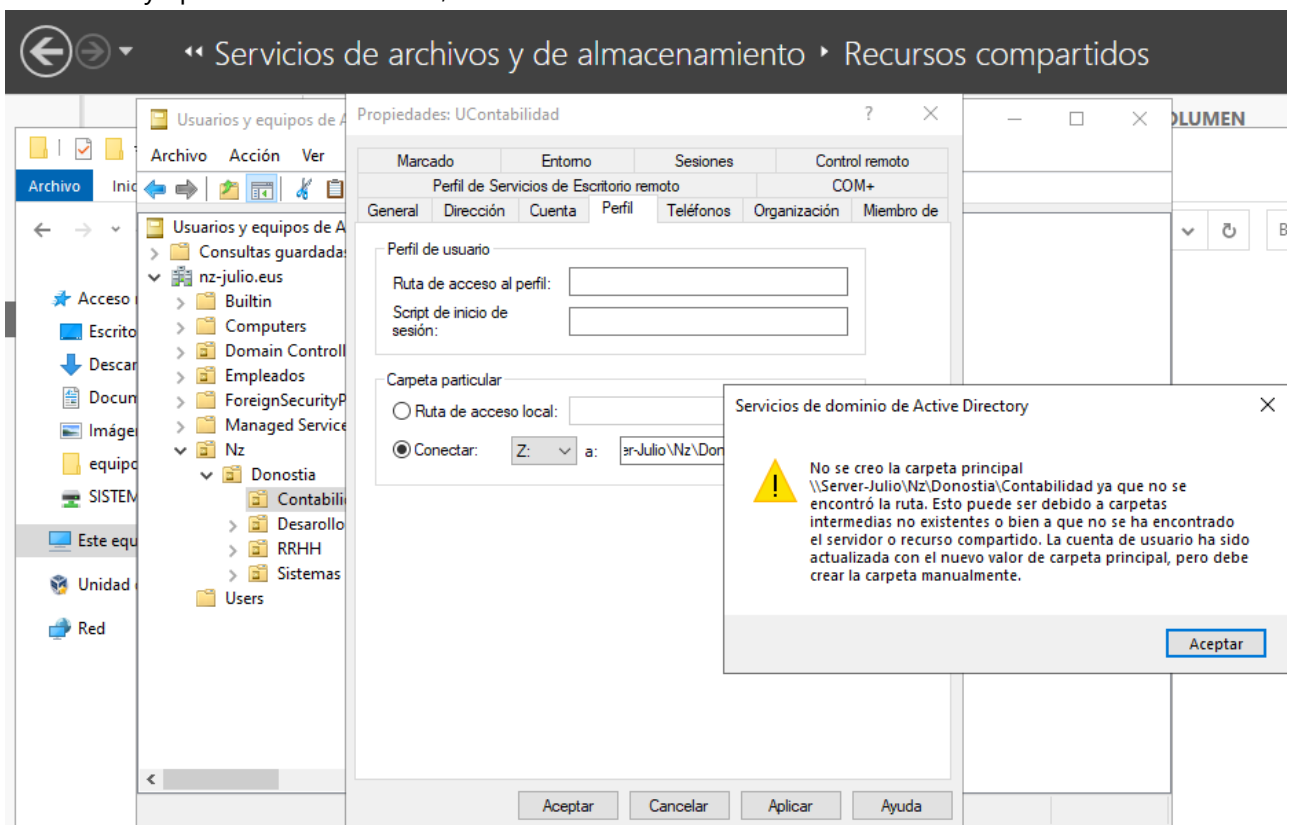 Servicios de archivos y de almacenamiento
Recursos compartidos
OLUMEN
Archivo
Acceso
Escrito
Descar
Docum
Imáge
equipo
SISTEM
Este equ
Unidad
Red
Usuarios y equipos de A
Archivo Acción Ver
Usuarios y equipos de A
Consultas guardadas
nz-julio.eus
Builtin
Computers
Domain Controll
Empleados
ForeignSecurityP
Managed Service
Nz
Donostia
Contabili
Desarollo
RRHH
Sistemas
Users
Propiedades: UContabilidad ?
Marcado Entorno Sesiones Control remoto
Perfil de Servicios de Escritorio remoto COM+
General Dirección Cuenta Perfil Teléfonos Organización Miembro de
Perfil de usuario
Ruta de acceso al perfil:
Script de inicio de
sesión:
Carpeta particular
Ruta de acceso local:
Conectar: Z: a: er-Julio\Nz\Don
Aceptar Cancelar Aplicar Ayuda
Servicios de dominio de Active Directory
No se creo la carpeta principal
\\Server-Julio\Nz\Donostia\Contabilidad ya que no se
encontró la ruta. Esto puede ser debido a carpetas
intermedias no existentes o bien a que no se ha encontrado
el servidor o recurso compartido. La cuenta de usuario ha sido
actualizada con el nuevo valor de carpeta principal, pero debe
crear la carpeta manualmente.
Aceptar